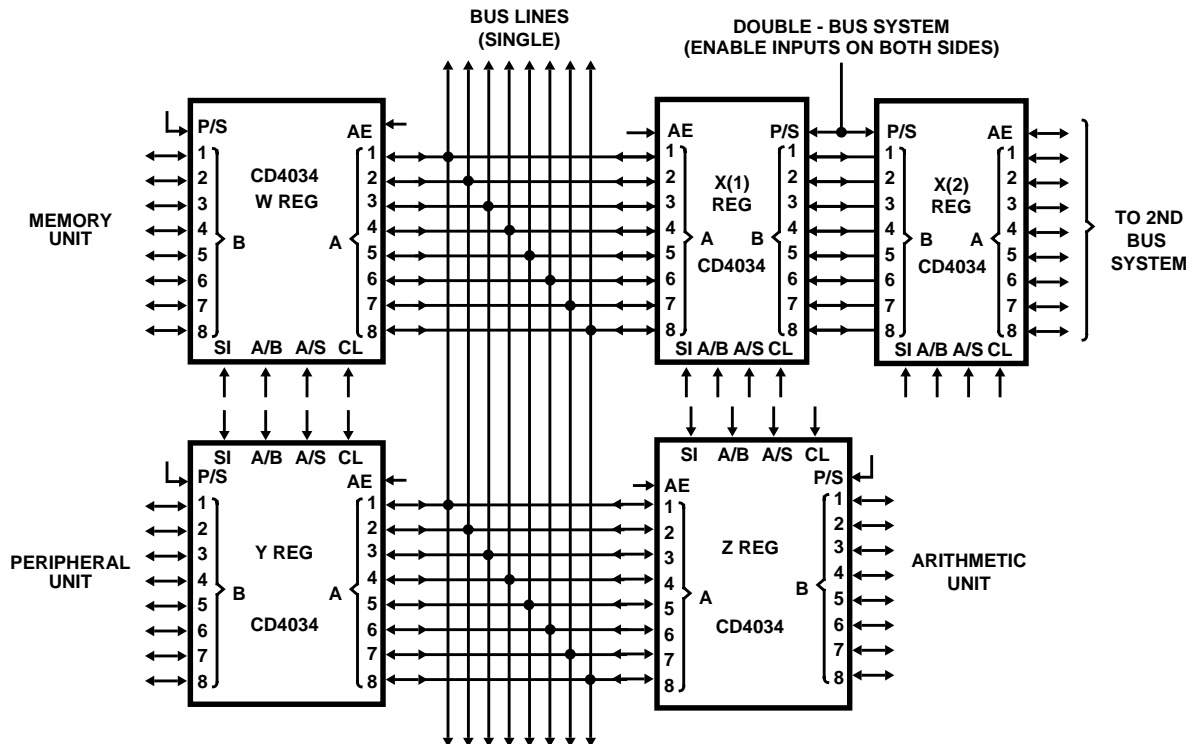 BUS LINES
(SINGLE)
DOUBLE - BUS SYSTEM
(ENABLE INPUTS ON BOTH SIDES)
MEMORY
UNIT
P/S
AE
1
2
3
4
5
6
7
8
B
CD4034
W REG
A
1
2
3
4
5
6
7
8
SI A/B A/S CL
AE
P/S
1
2
3
4
5
6
7
8
A
X(1)
REG
B
CD4034
1
2
3
4
5
6
7
8
SI A/B A/S CL
P/S
AE
1
2
3
4
5
6
7
8
B
X(2)
REG
A
CD4034
1
2
3
4
5
6
7
8
SI A/B A/S CL
TO 2ND
BUS
SYSTEM
PERIPHERAL
UNIT
SI A/B A/S CL
P/S
AE
1
2
3
4
5
6
7
8
B
Y REG
A
CD4034
1
2
3
4
5
6
7
8
SI A/B A/S CL
P/S
AE
1
2
3
4
5
6
7
8
A
Z REG
B
CD4034
1
2
3
4
5
6
7
8
ARITHMETIC
UNIT